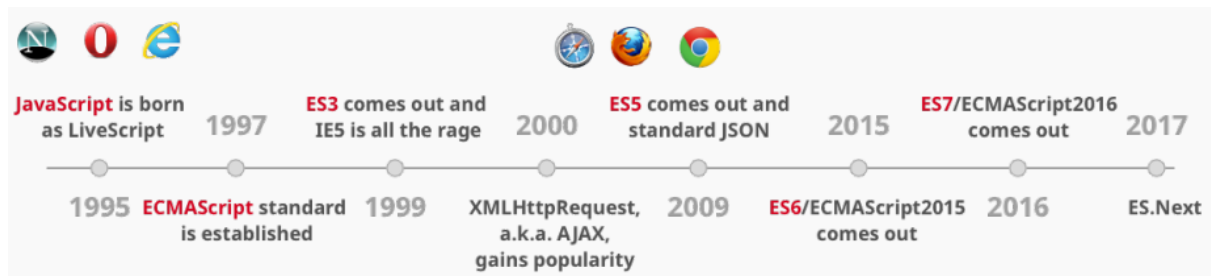 N
JavaScript is born
as LiveScript
1995
1997
ECMAScript standard
is established
ES3 comes out and
IE5 is all the rage
1999
2000
XMLHttpRequest,
a.k.a. AJAX,
gains popularity
ES5 comes out and
standard JSON
2009
2015
ES6/ECMAScript2015
comes out
ES7/ECMAScript2016
comes out
2016
2017
ES.Next